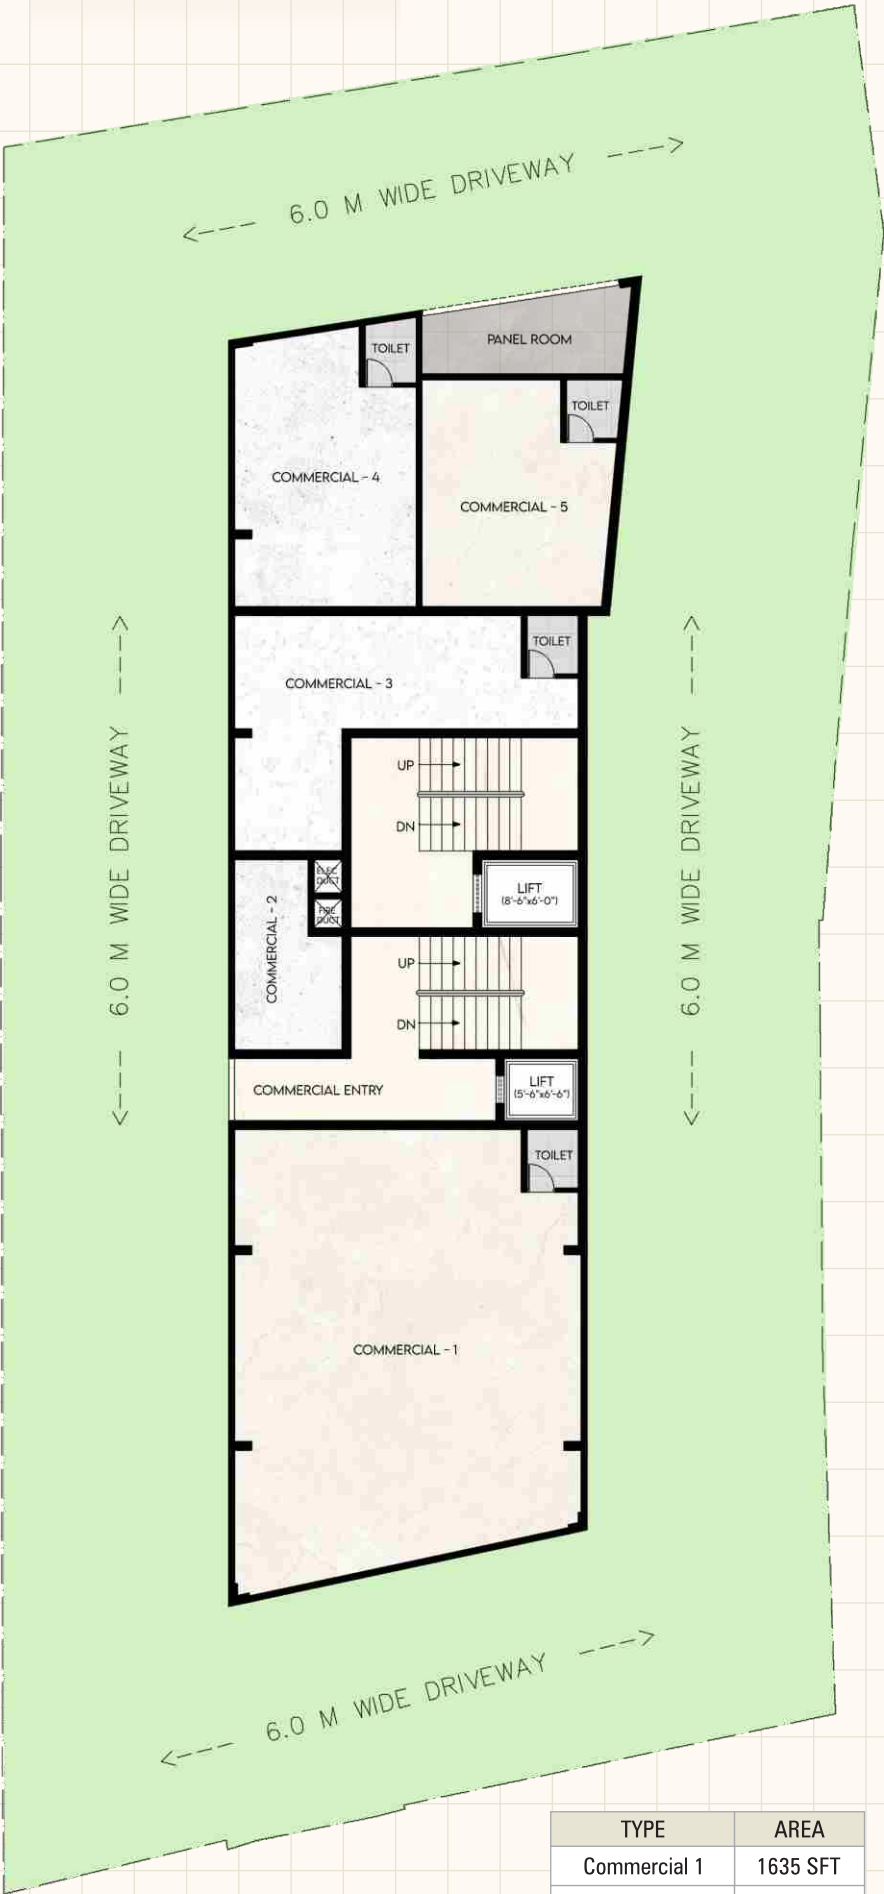 6.0 M WIDE DRIVEWAY
PANEL ROOM
TOILET
TOILET
COMMERCIAL - 4
COMMERCIAL - 5
TOILET
COMMERCIAL - 3
6.0 M WIDE DRIVEWAY
6.0 M WIDE DRIVEWAY
UP
DN
ELEC
DUCT
LIFT
(8'-6"x6'-0")
FIRE
DUCT
COMMERCIAL - 2
UP
DN
COMMERCIAL ENTRY
LIFT
(5'-6"x6'-6")
TOILET
COMMERCIAL - 1
6.0 M WIDE DRIVEWAY
TYPE AREA
Commercial 1 1635 SFT